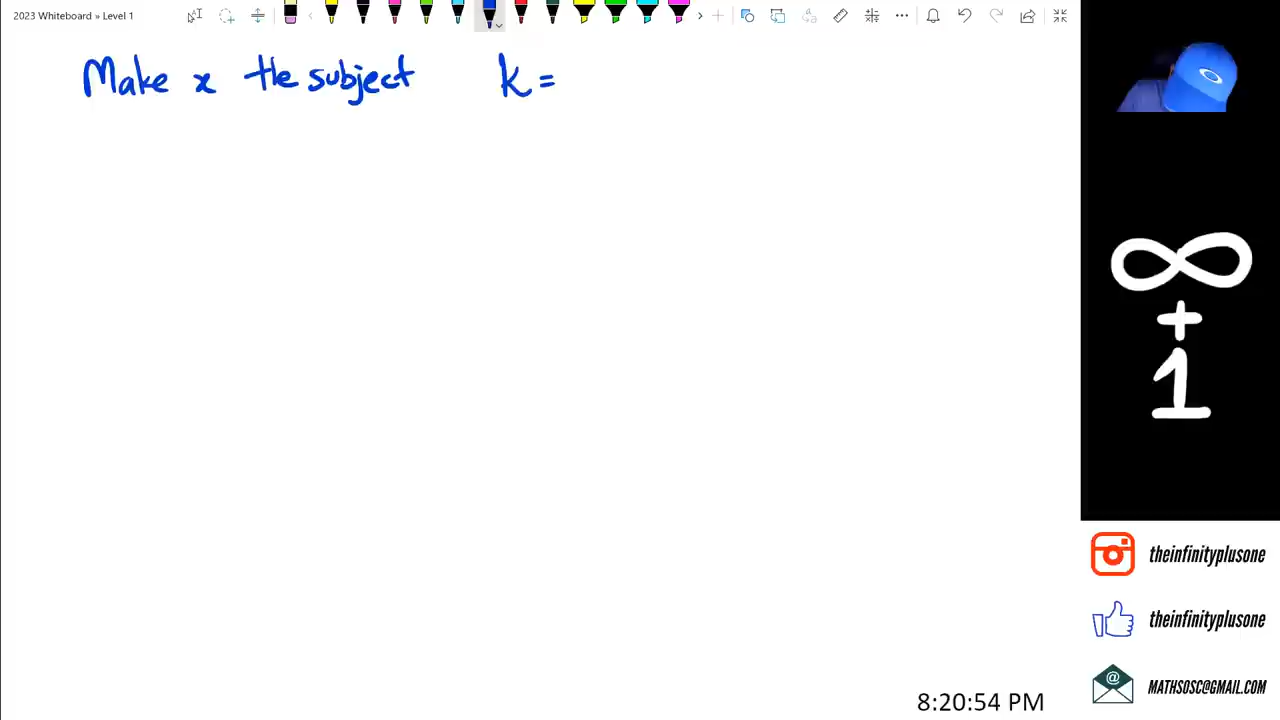 2023 Whiteboard » Level 1
Make x the subject k =
∞
+
1
theinfinityplusone
theinfinityplusone
@
MATHSOSC@GMAIL.COM
8:20:54 PM